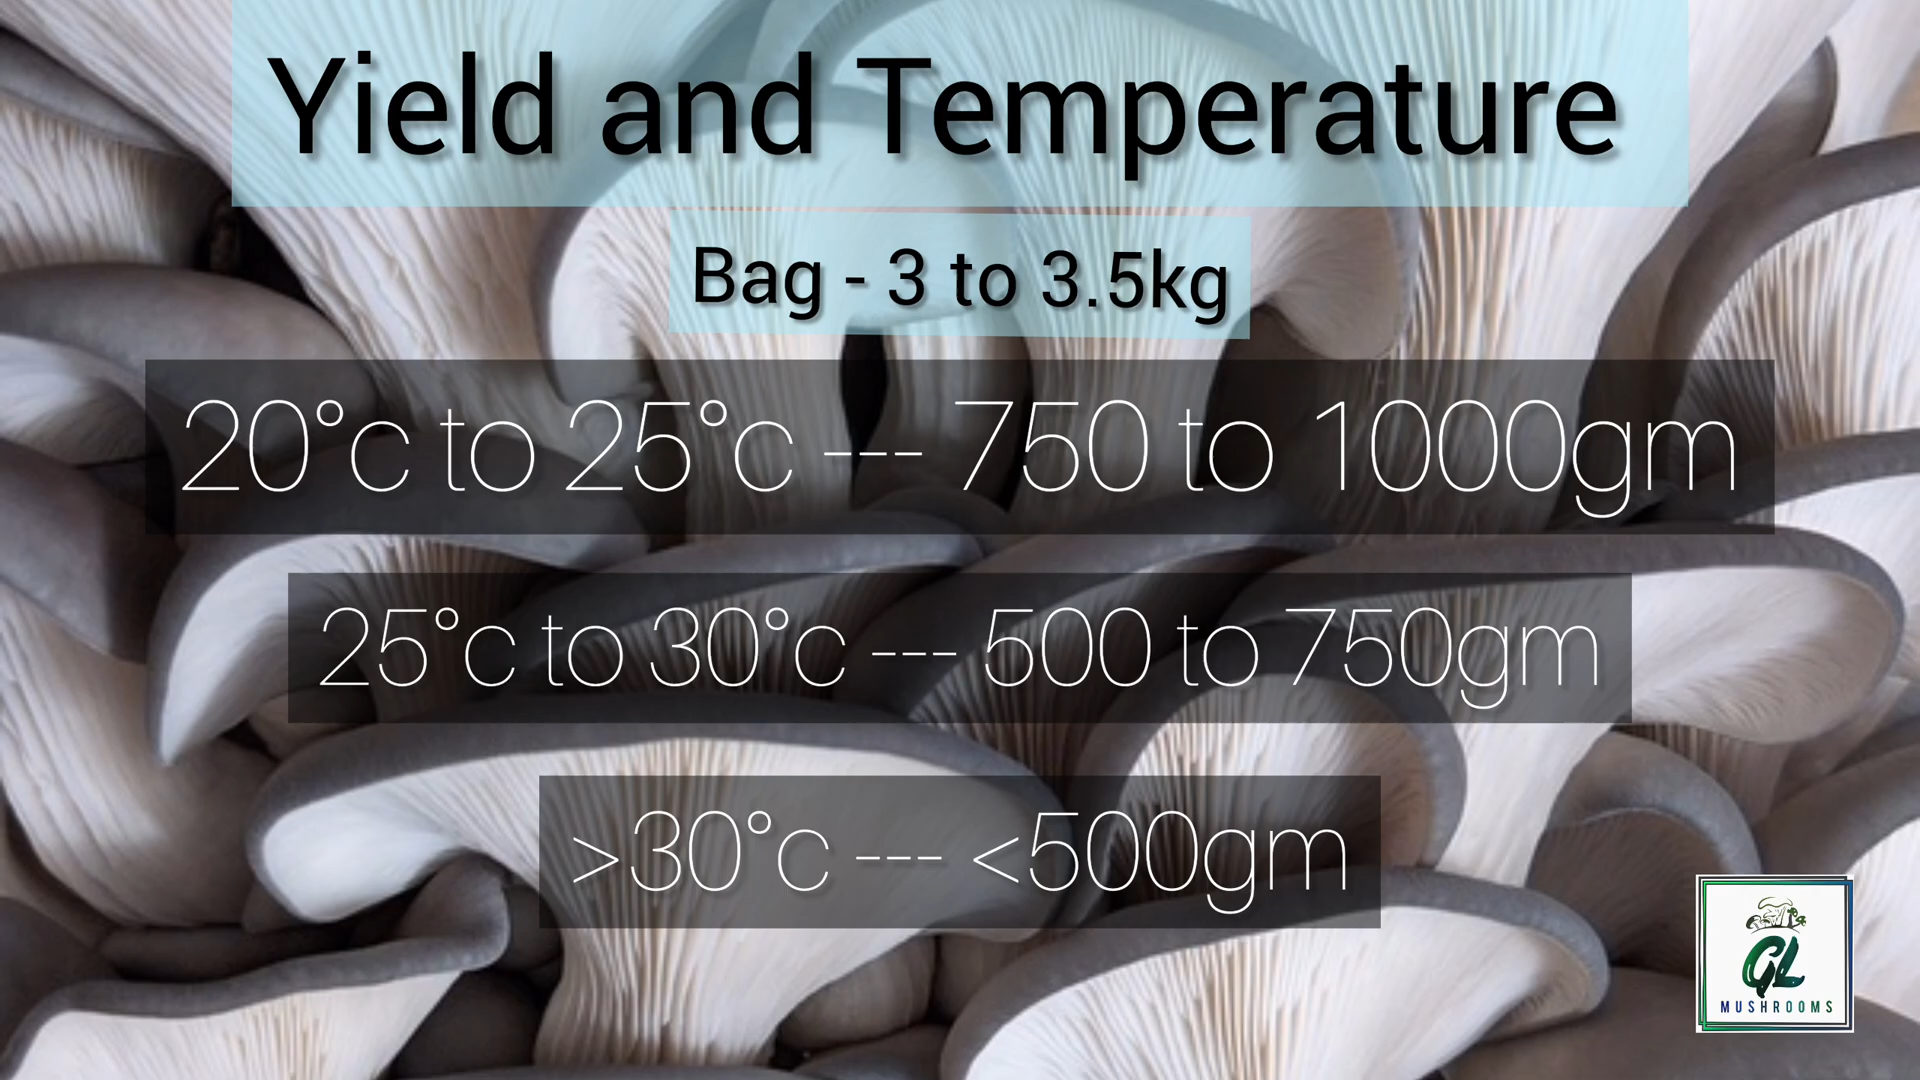 Yield and Temperature
Bag - 3 to 3.5kg
20°c to 25°c --- 750 to 1000gm
25°c to 30°c --- 500 to 750gm
>30°c --- <500gm
GL
MUSHROOMS